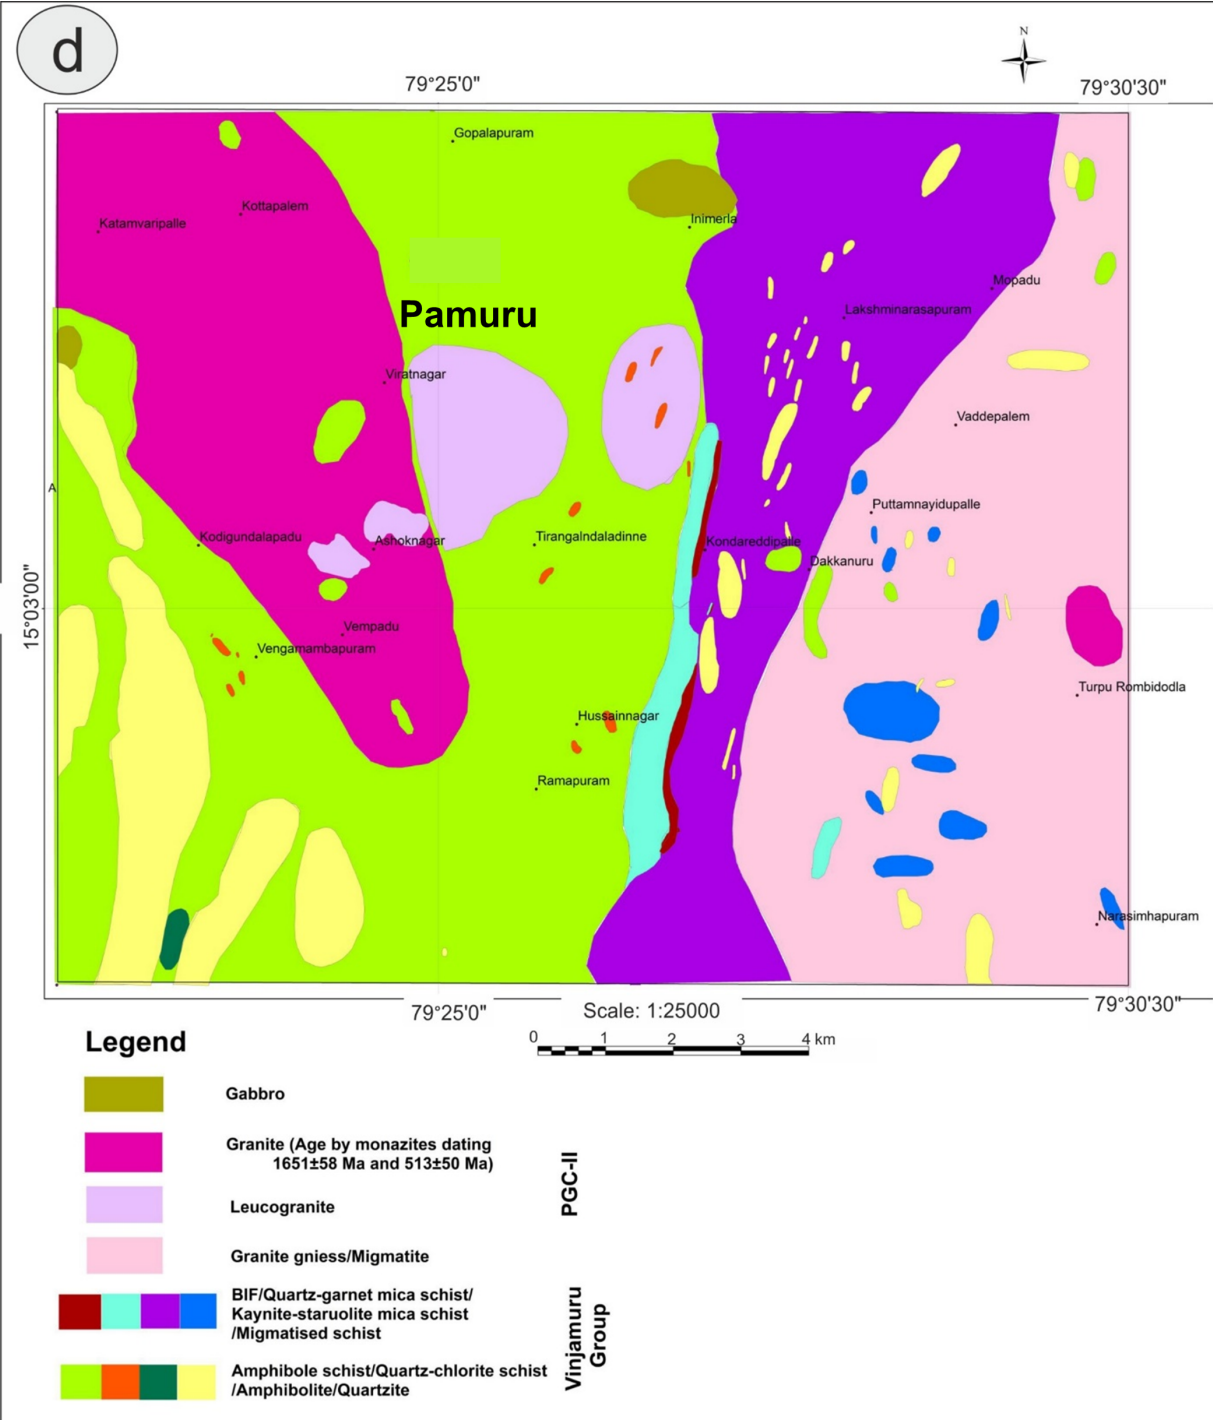 d
N
79°25'0"
79°30'30"
Gopalapuram
Kottapalem
Katamvaripalle
Inimerla
Mopadu
Pamuru
Lakshminarasapuram
Viratnagar
Vaddepalem
A
Puttamnayidupalle
Kodigundalapadu
Ashoknagar
Tirangalndaladinne
Kondareddipalle
Dakkanuru
15°03'00"
Vempadu
Vengamambapuram
Turpu Rombidodla
Hussainnagar
Ramapuram
Narasimhapuram
79°25'0"
Scale: 1:25000
79°30'30"
0 1 2 3 4 km
Legend
Gabbro
Granite (Age by monazites dating
1651±58 Ma and 513±50 Ma)
Leucogranite
Granite gniess/Migmatite
PGC-II
BIF/Quartz-garnet mica schist/
Kaynite-staruolite mica schist
/Migmatised schist
Amphibole schist/Quartz-chlorite schist
/Amphibolite/Quartzite
Vinjamuru
Group